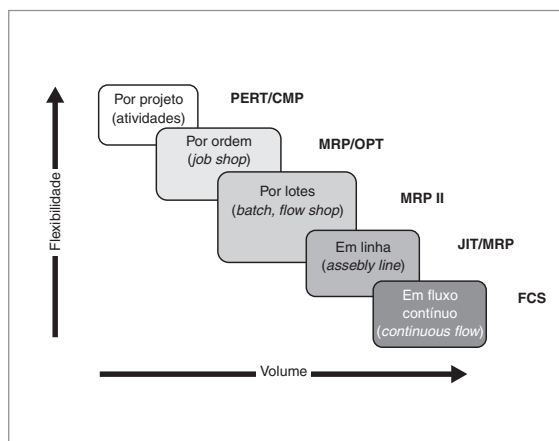 Por projeto
(atividades)
PERT/CMP
Por ordem
(job shop)
MRP/OPT
Por lotes
(batch, flow shop)
MRP II
Em linha
(assebly line)
JIT/MRP
Em fluxo
contínuo
(continuous flow)
FCS
Flexibilidade
Volume